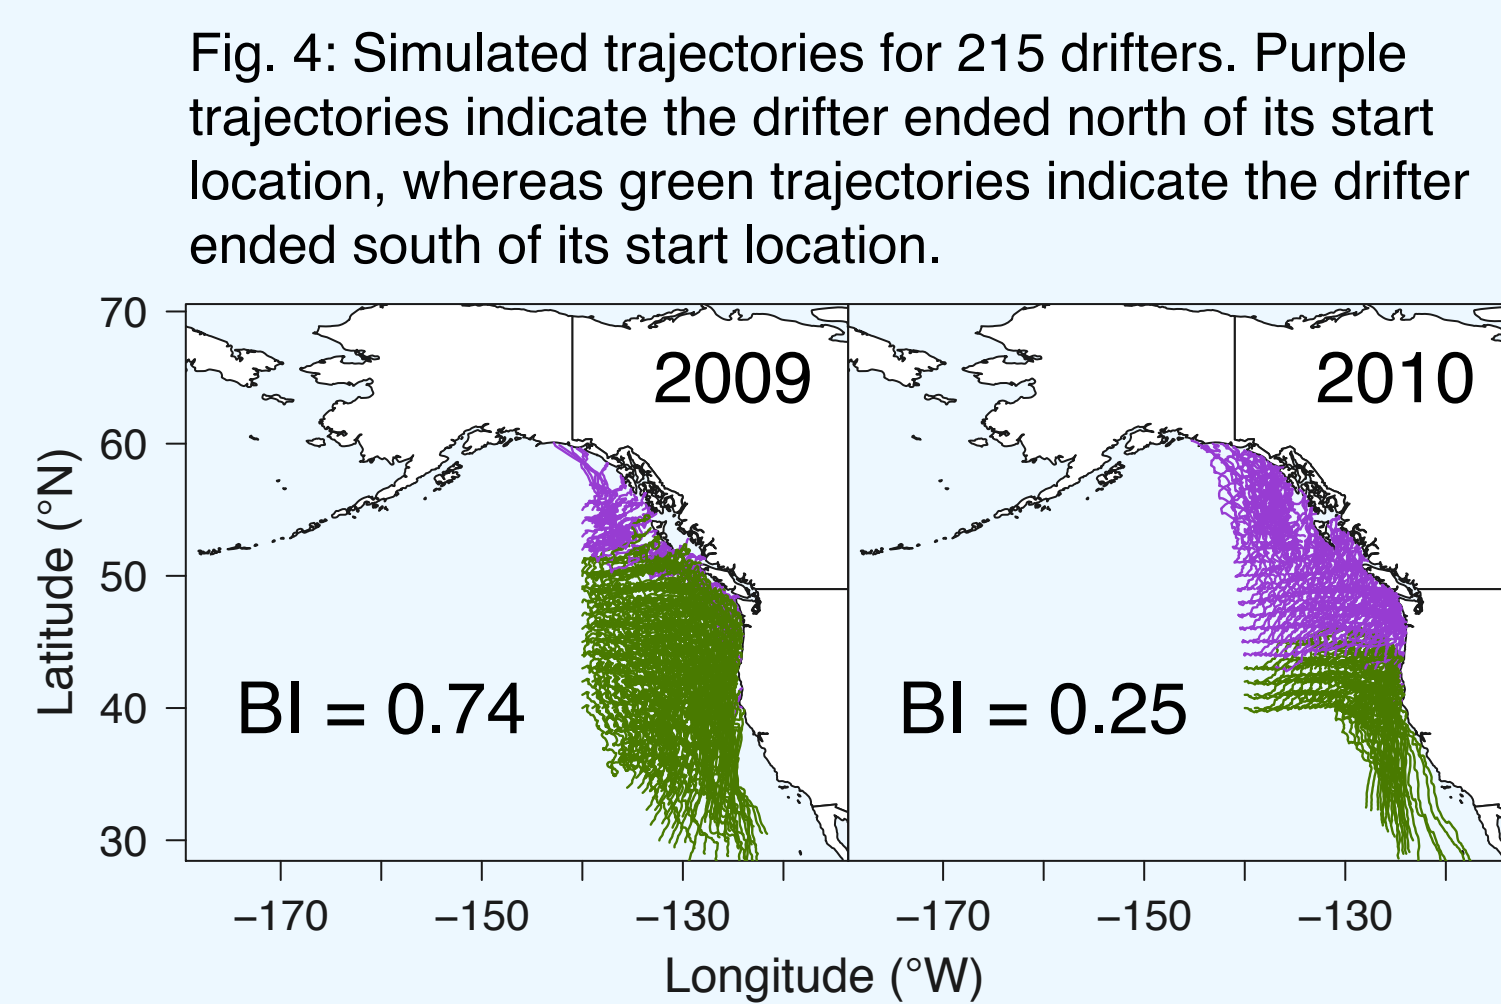 Fig. 4: Simulated trajectories for 215 drifters. Purple
trajectories indicate the drifter ended north of its start
location, whereas green trajectories indicate the drifter
ended south of its start location.
70
60
50
40
30
Latitude (°N)
2009
BI = 0.74
2010
BI = 0.25
−170 −150 −130 −170 −150 −130
Longitude (°W)